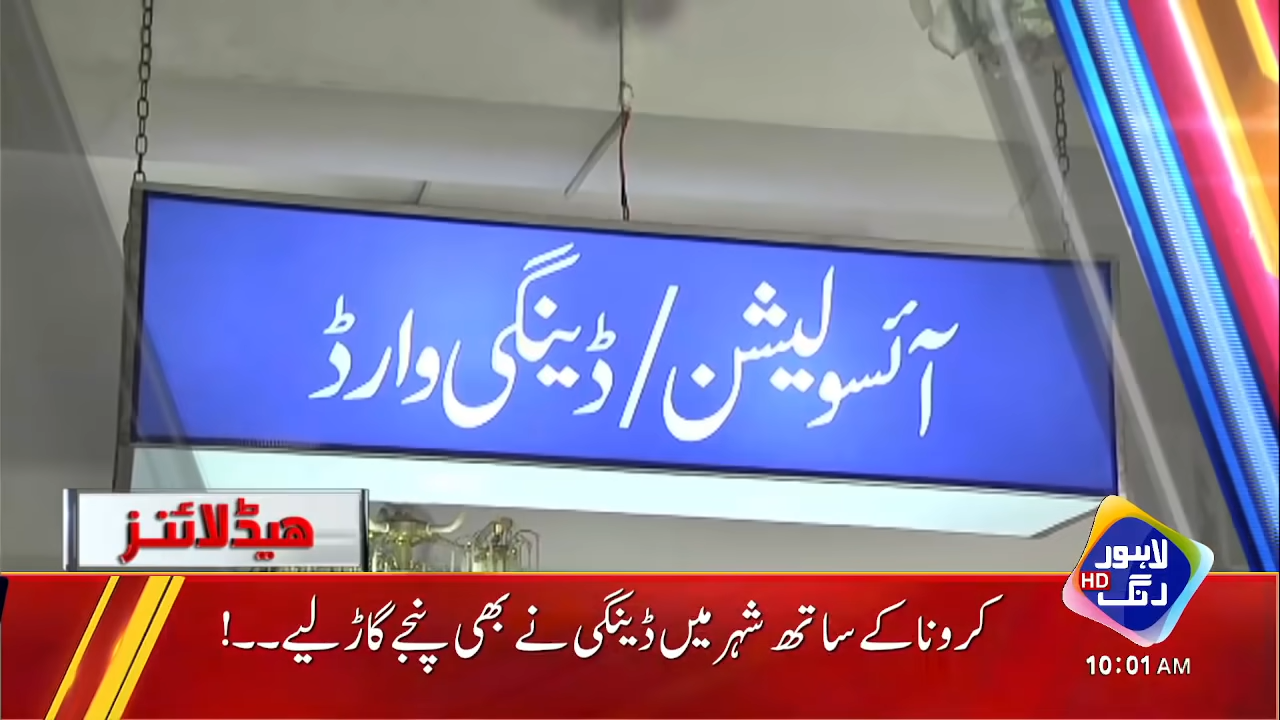 آئسولیشن/ڈینگی وارڈ
ھیڈلائنز
لاہور
رنگ
HD
کرونا کے ساتھ شہر میں ڈینگی نے بھی پنجے گاڑ لیے۔۔!
10:01 AM